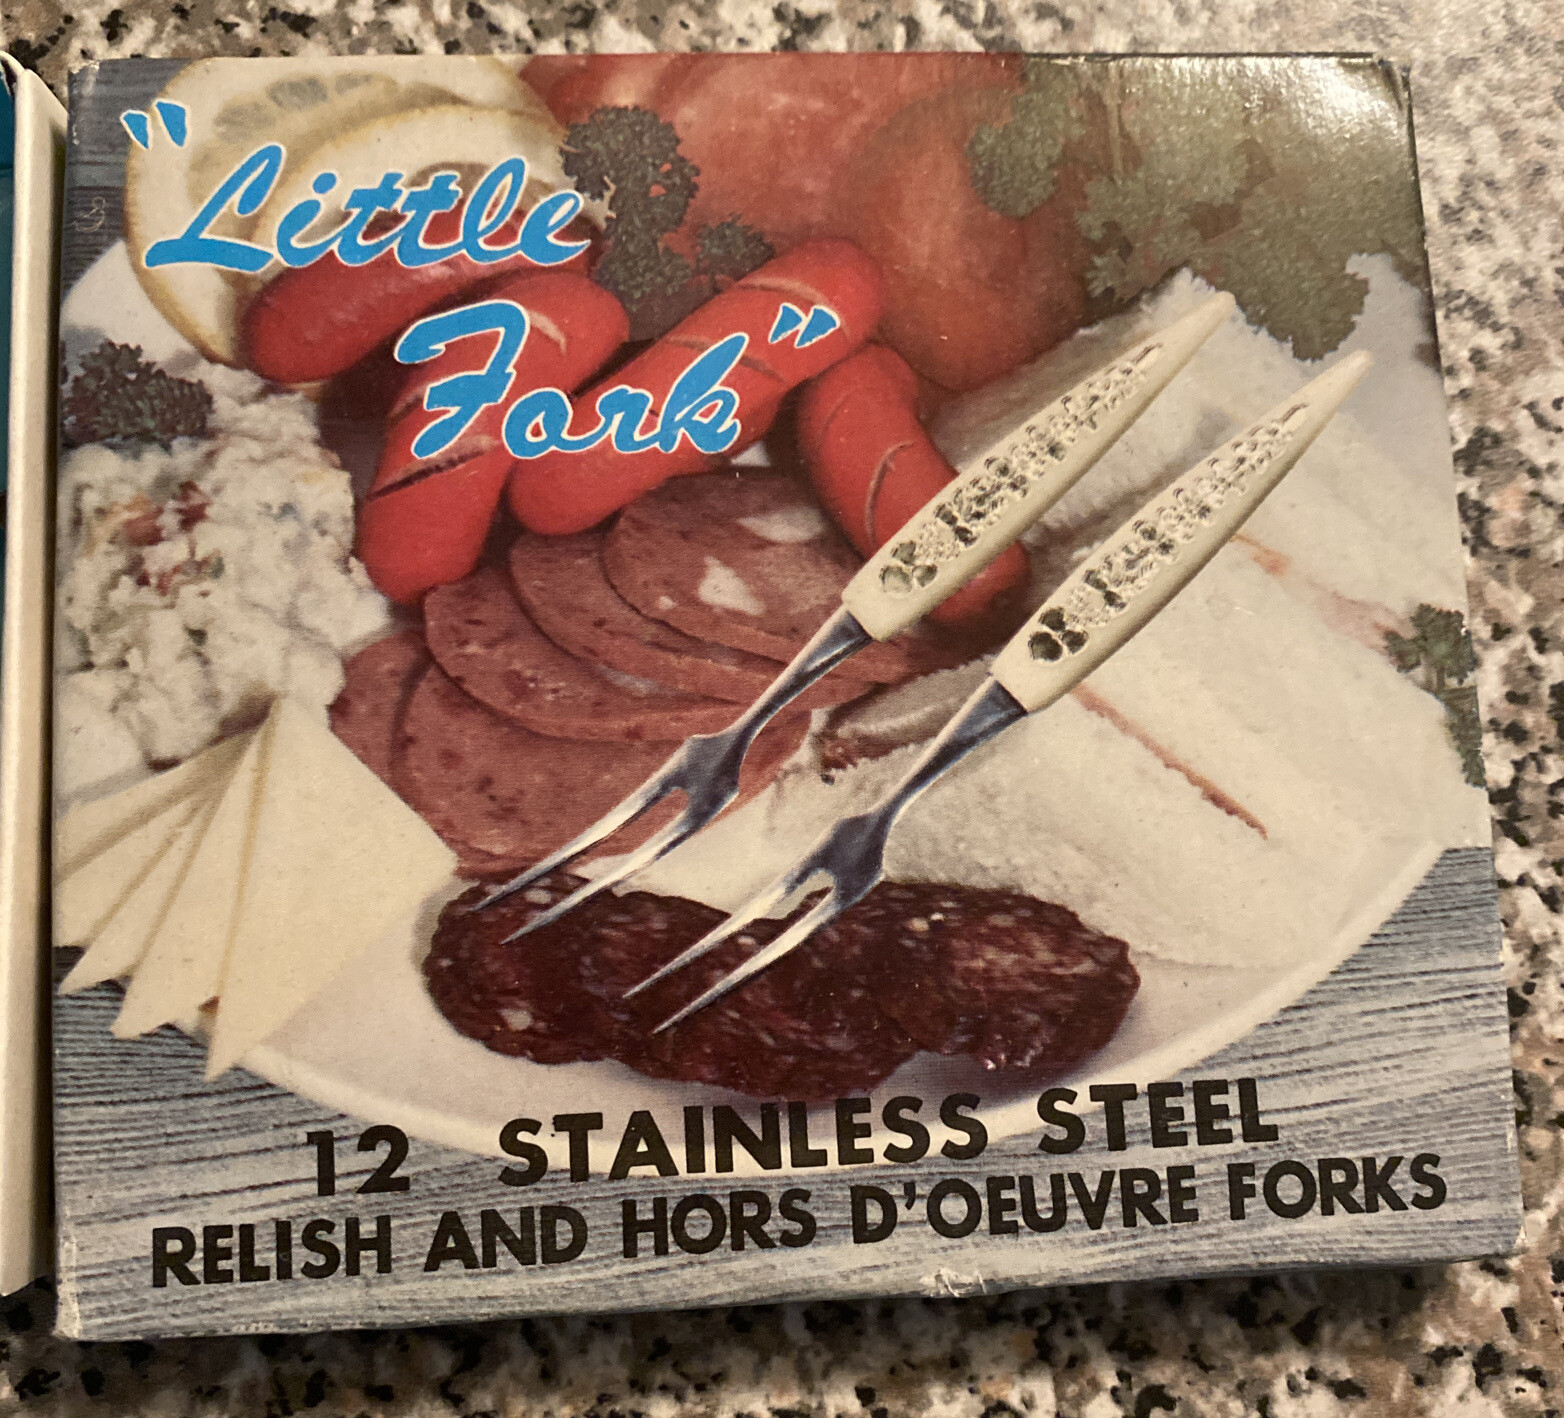 "Little
Fork"
12 STAINLESS STEEL
RELISH AND HORS D'OEUVRE FORKS